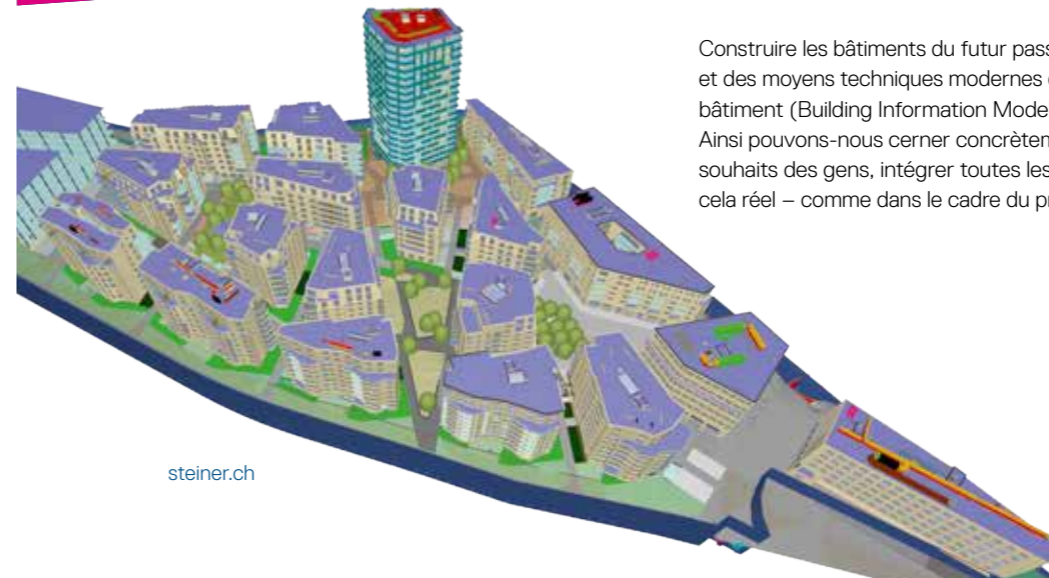 Construire les bâtiments du futur pass
et des moyens techniques modernes
bâtiment (Building Information Mode
Ainsi pouvons-nous cerner concrètem
souhaits des gens, intégrer toutes les
cela réel – comme dans le cadre du pr
steiner.ch